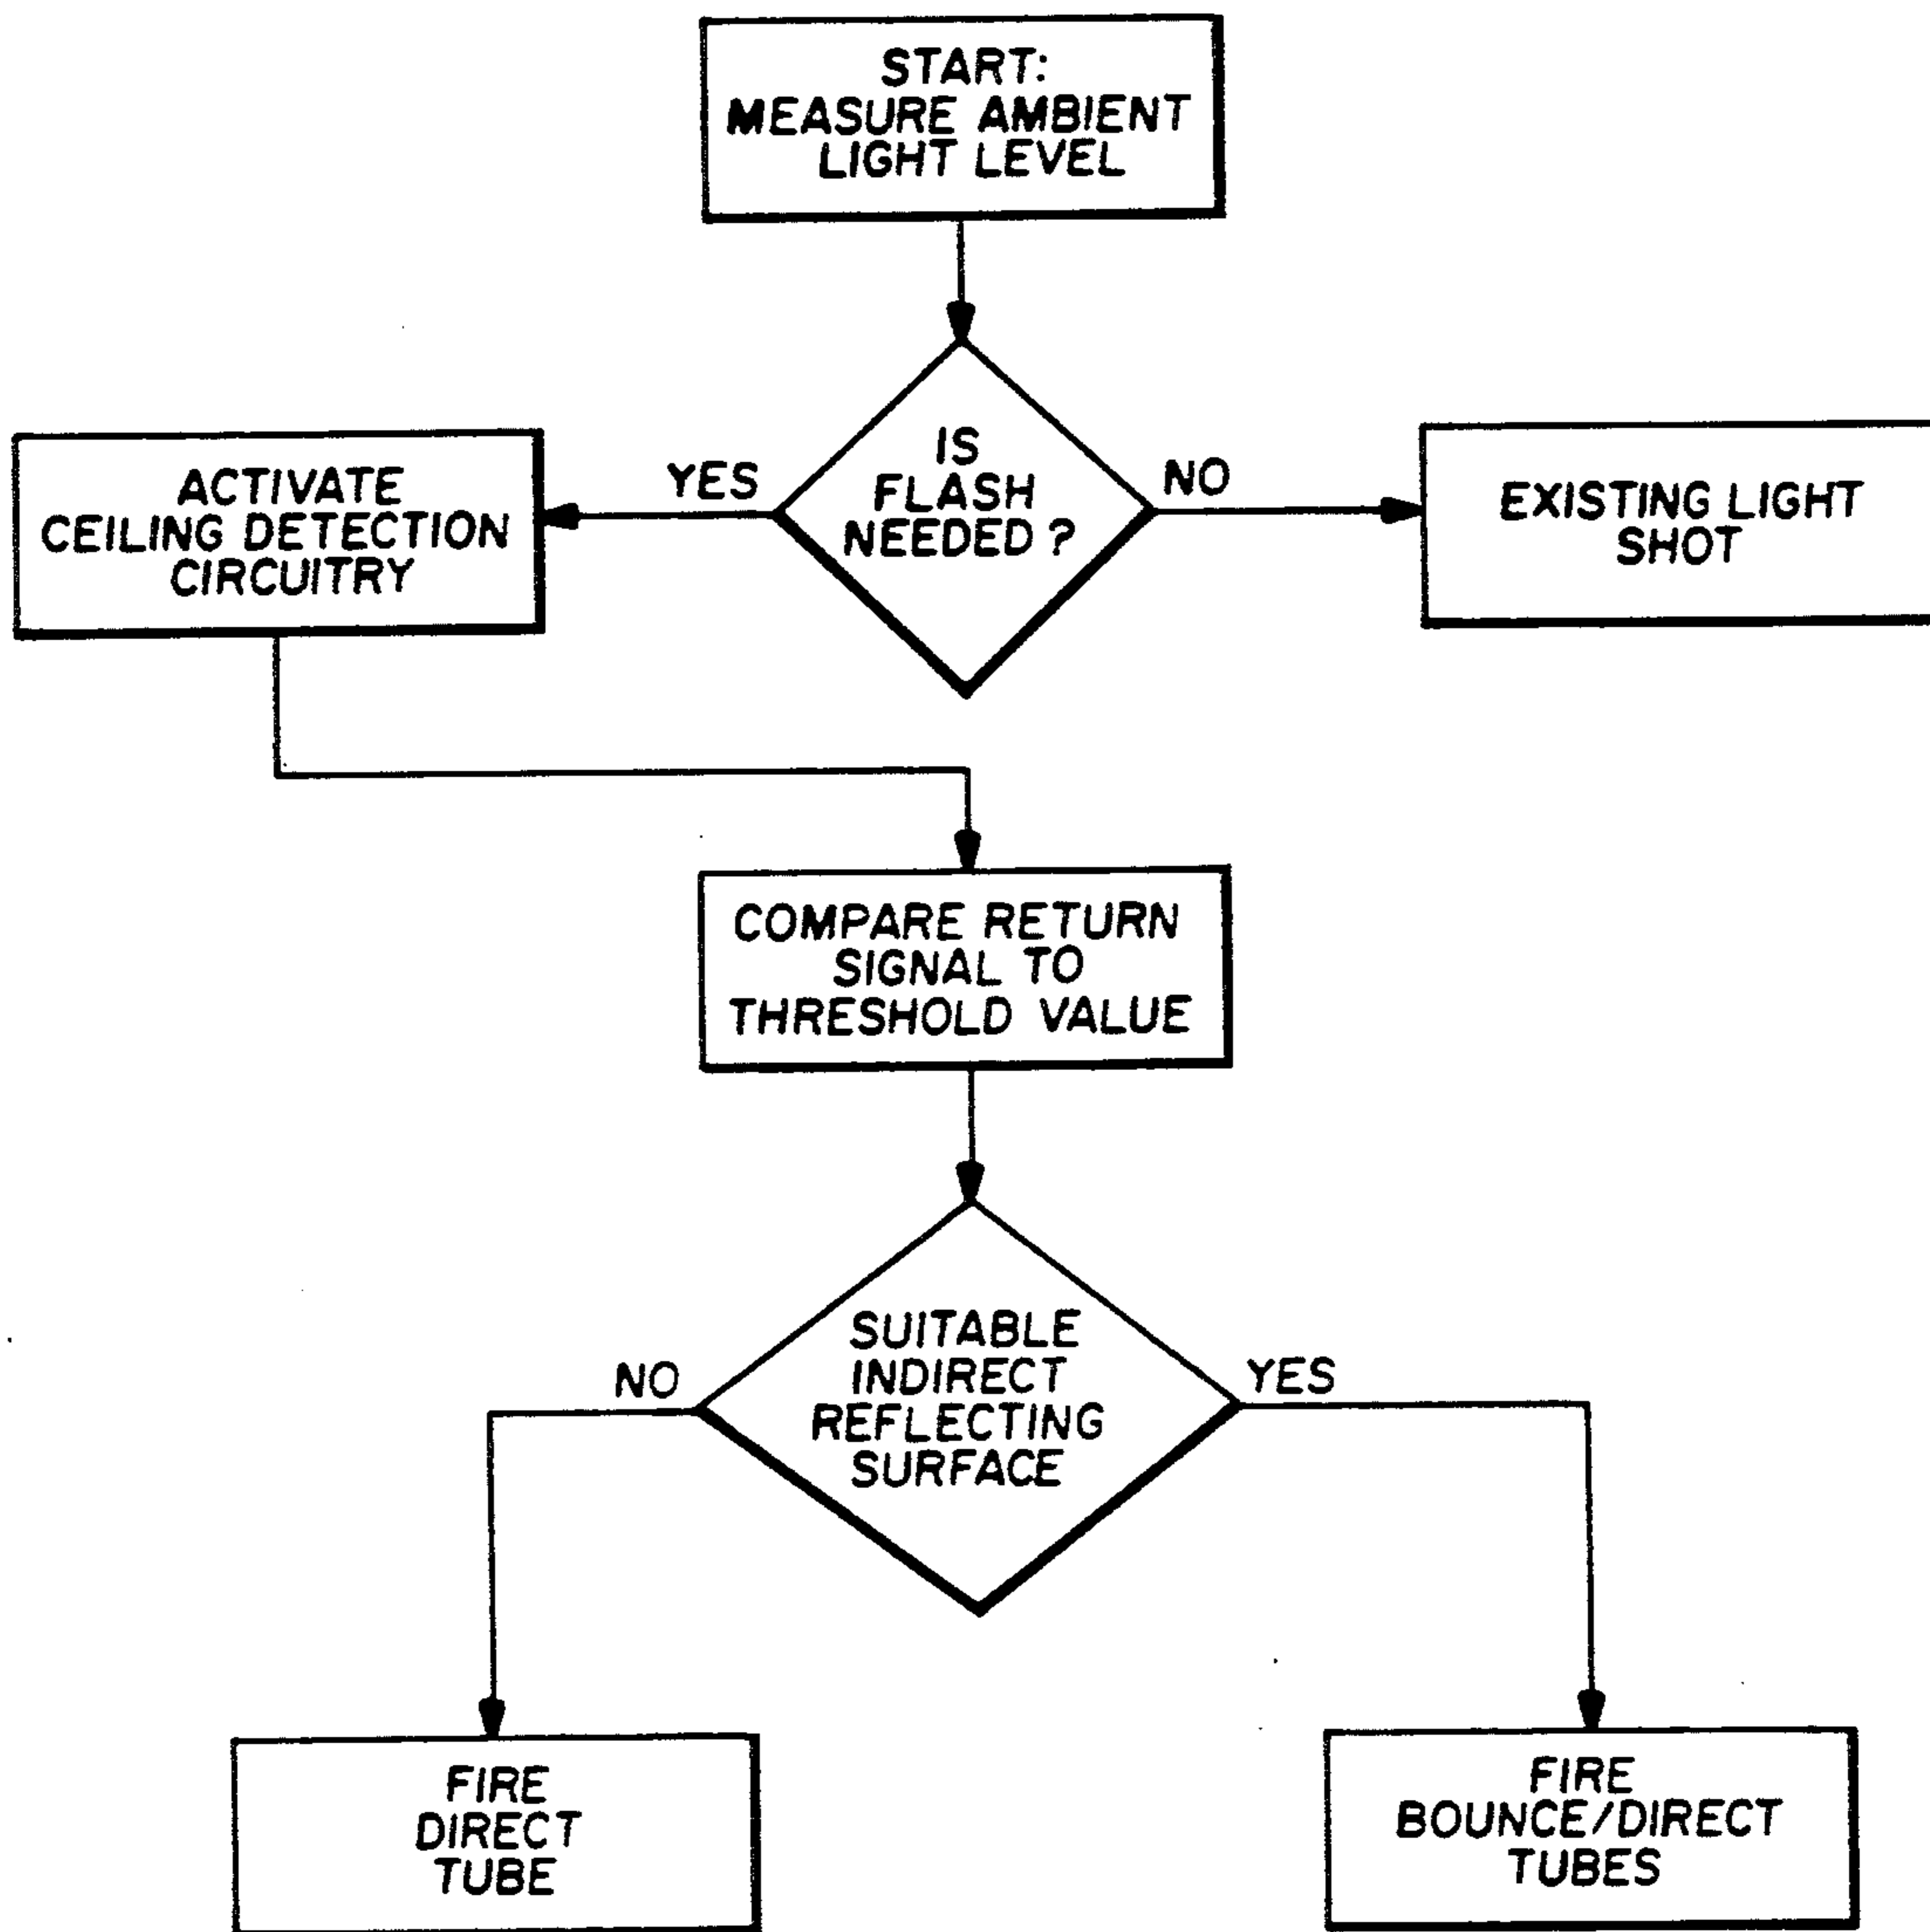 START:
MEASURE AMBIENT
LIGHT LEVEL
IS
FLASH
NEEDED?
YES
NO
ACTIVATE
CEILING DETECTION
CIRCUITRY
EXISTING LIGHT
SHOT
COMPARE RETURN
SIGNAL TO
THRESHOLD VALUE
SUITABLE
INDIRECT
REFLECTING
SURFACE
NO
YES
FIRE
DIRECT
TUBE
FIRE
BOUNCE/DIRECT
TUBES